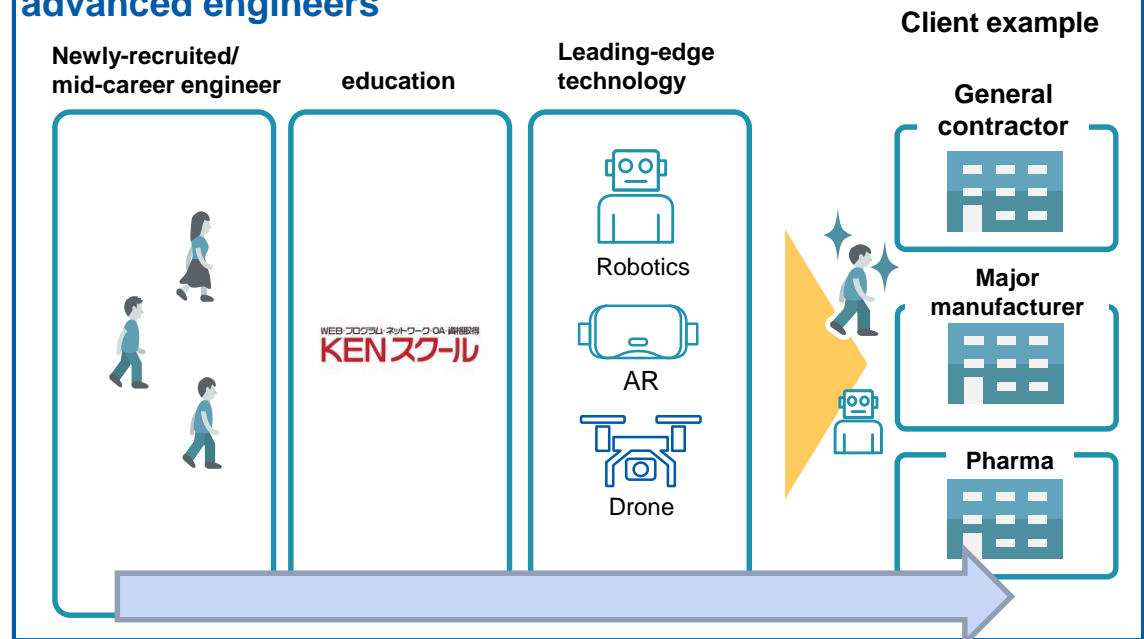 advanced engineers
Client example
Newly-recruited/
mid-career engineer
education
Leading-edge
technology
WEB･プログラム･ネットワーク･OA･資格取得
KENスクール
Robotics
AR
Drone
General
contractor
Major
manufacturer
Pharma